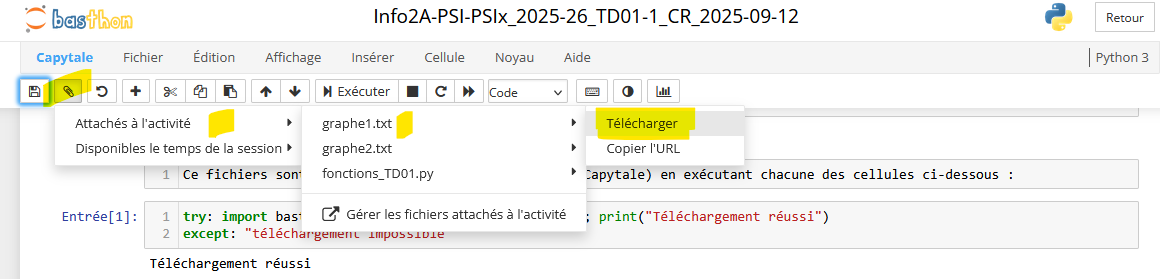 basthon
Info2A-PSI-PSIx_2025-26_TD01-1_CR_2025-09-12
Retour
Capytale Fichier Édition Affichage Insérer Cellule Noyau Aide
Python 3
Exécuter
Code
Attachés à l'activité
Disponibles le temps de la session
graphe1.txt
graphe2.txt
fonctions_TD01.py
Gérer les fichiers attachés à l'activité
Télécharger
Copier l'URL
1 Ce fichiers sont Capytale) en exécutant chacune des cellules ci-dessous :
Entrée[1]:
1 try: import bast ; print("Téléchargement réussi")
2 except: "téléchargement impossible
Téléchargement réussi